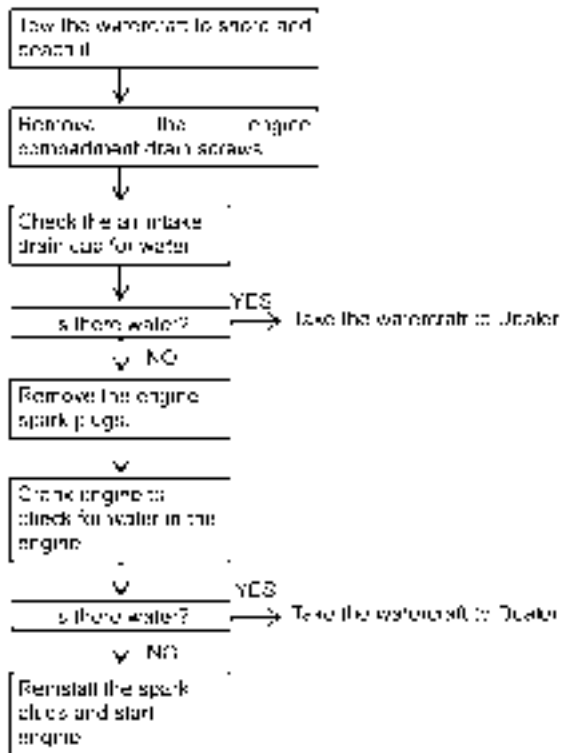 Tow the watercraft to shore and
beach it
Remove the engine
compartment drain screws
Check the air intake
drain cap for water
Is there water?
YES
Take the watercraft to Dealer
NO
Remove the engine
spark plugs.
Crank engine to
check for water in the
engine
Is there water?
YES
Take the watercraft to Dealer
NO
Reinstall the spark
plugs and start
engine